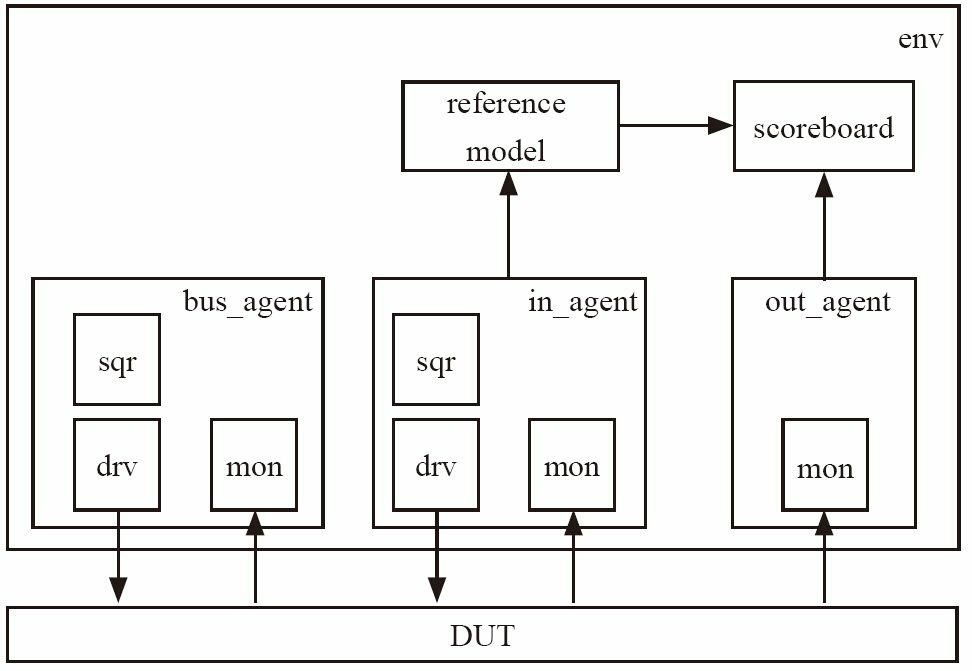 env
reference
model
scoreboard
bus_agent
in_agent
out_agent
sqr
sqr
drv
mon
drv
mon
mon
DUT